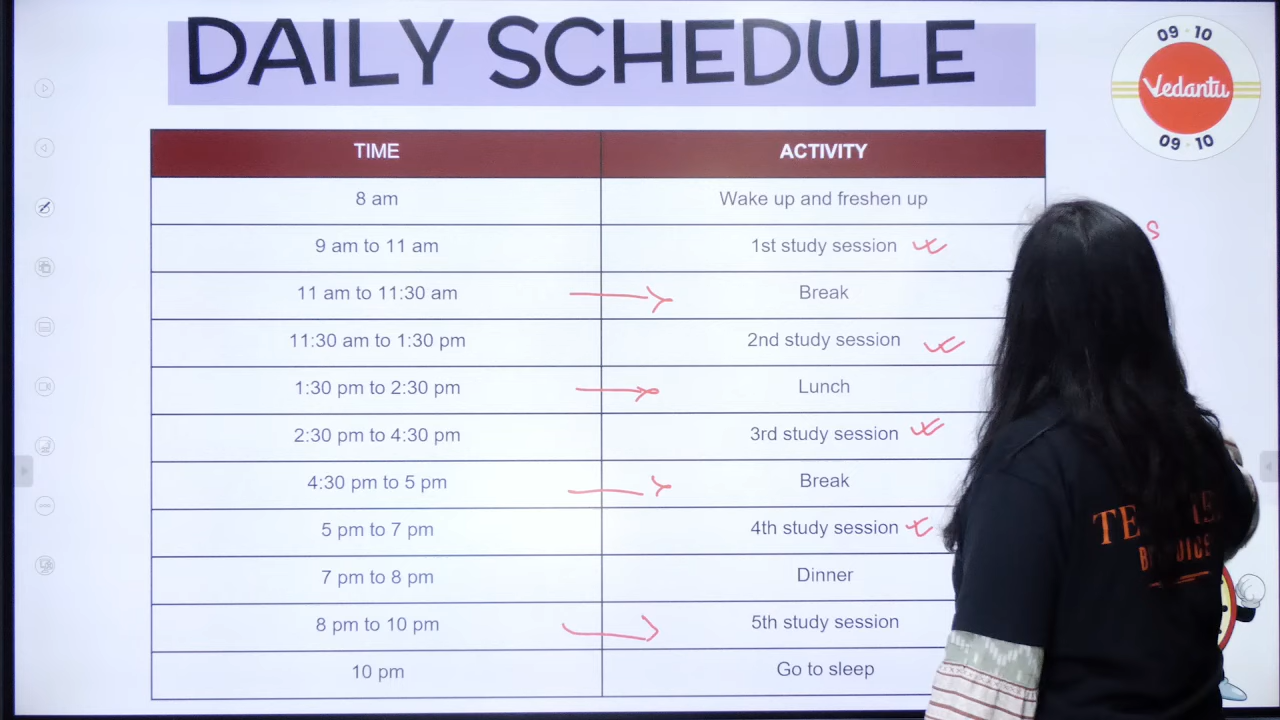 DAILY SCHEDULE
09 10
Vedantu
09 10
TIME ACTIVITY
8 am Wake up and freshen up
9 am to 11 am 1st study session
S
11 am to 11:30 am Break
11:30 am to 1:30 pm 2nd study session
1:30 pm to 2:30 pm Lunch
2:30 pm to 4:30 pm 3rd study session
4:30 pm to 5 pm Break
5 pm to 7 pm 4th study session
7 pm to 8 pm Dinner
8 pm to 10 pm 5th study session
10 pm Go to sleep